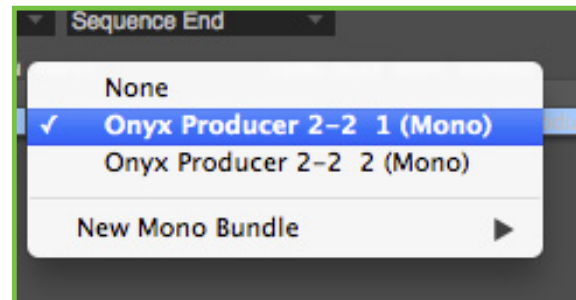 Sequence End
None
✓ Onyx Producer 2-2 1 (Mono)
Onyx Producer 2-2 2 (Mono)
New Mono Bundle